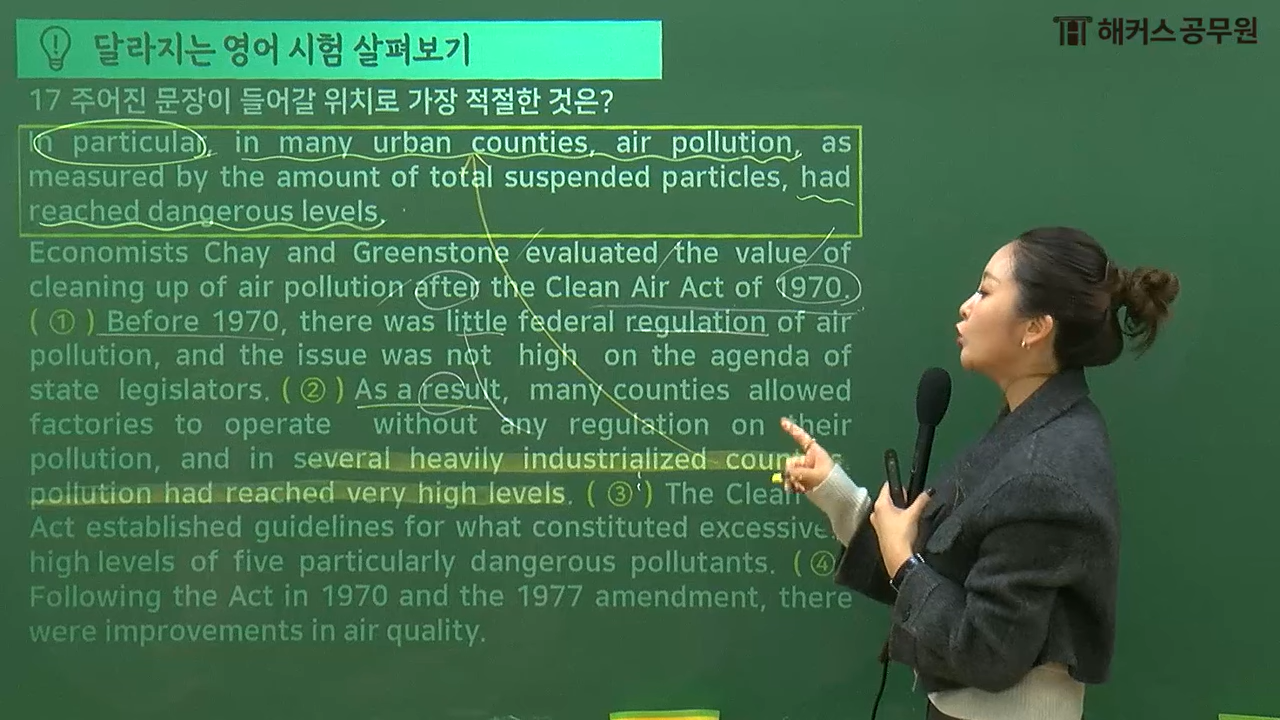 달라지는 영어 시험 살펴보기
해커스공무원
17 주어진 문장이 들어갈 위치로 가장 적절한 것은?
In particular, in many urban counties, air pollution, as
measured by the amount of total suspended particles, had
reached dangerous levels.
Economists Chay and Greenstone evaluated the value of
cleaning up of air pollution after the Clean Air Act of 1970.
( ① ) Before 1970, there was little federal regulation of air
pollution, and the issue was not high on the agenda of
state legislators. ( ② ) As a result, many counties allowed
factories to operate without any regulation on their
pollution, and in several heavily industrialized
pollution had reached very high levels. ( ③ ) The Clean
Act established guidelines for what constituted
high levels of five particularly dangerous pollutants. ( ④
Following the Act in 1970 and the 1977 amendment, there
were improvements in air quality.